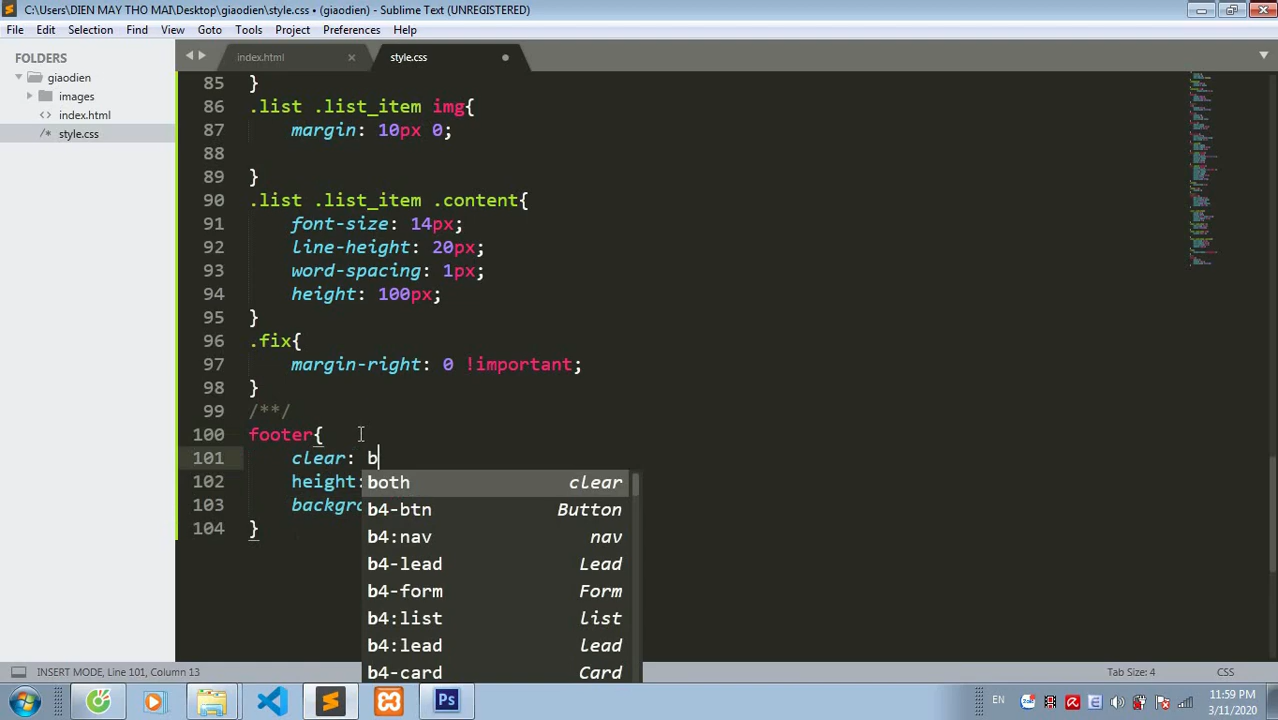 C:\Users\DIEN MAY THO MAI\Desktop\giaodien\style.css • (giaodien) - Sublime Text (UNREGISTERED)
File Edit Selection Find View Goto Tools Project Preferences Help
FOLDERS
giaodien
images
index.html
style.css
index.html
style.css
85 }
86 .list .list_item img{
87 margin: 10px 0;
88
89 }
90 .list .list_item .content{
91 font-size: 14px;
92 line-height: 20px;
93 word-spacing: 1px;
94 height: 100px;
95 }
96 .fix{
97 margin-right: 0 !important;
98 }
99 /**/
100 footer{
101 clear: b
102 height:
103 backgro
104 }
both clear
b4-btn Button
b4:nav nav
b4-lead Lead
b4-form Form
b4:list list
b4:lead Lead
b4-card Card
INSERT MODE, Line 101, Column 13
Tab Size: 4
CSS
Ps
EN
11:59 PM
3/11/2020